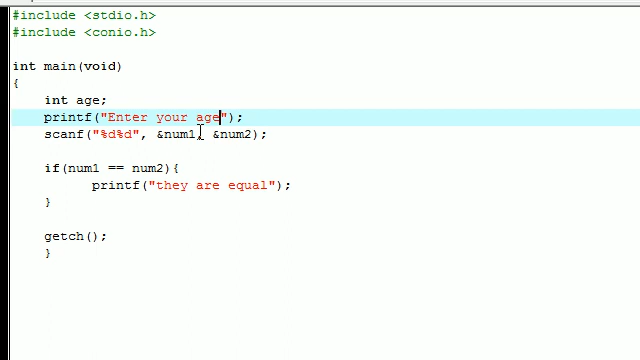 #include <stdio.h>
#include <conio.h>
int main(void)
{
int age;
printf("Enter your age");
scanf("%d%d", &num1, &num2);
if(num1 == num2){
printf("they are equal");
}
getch();
}